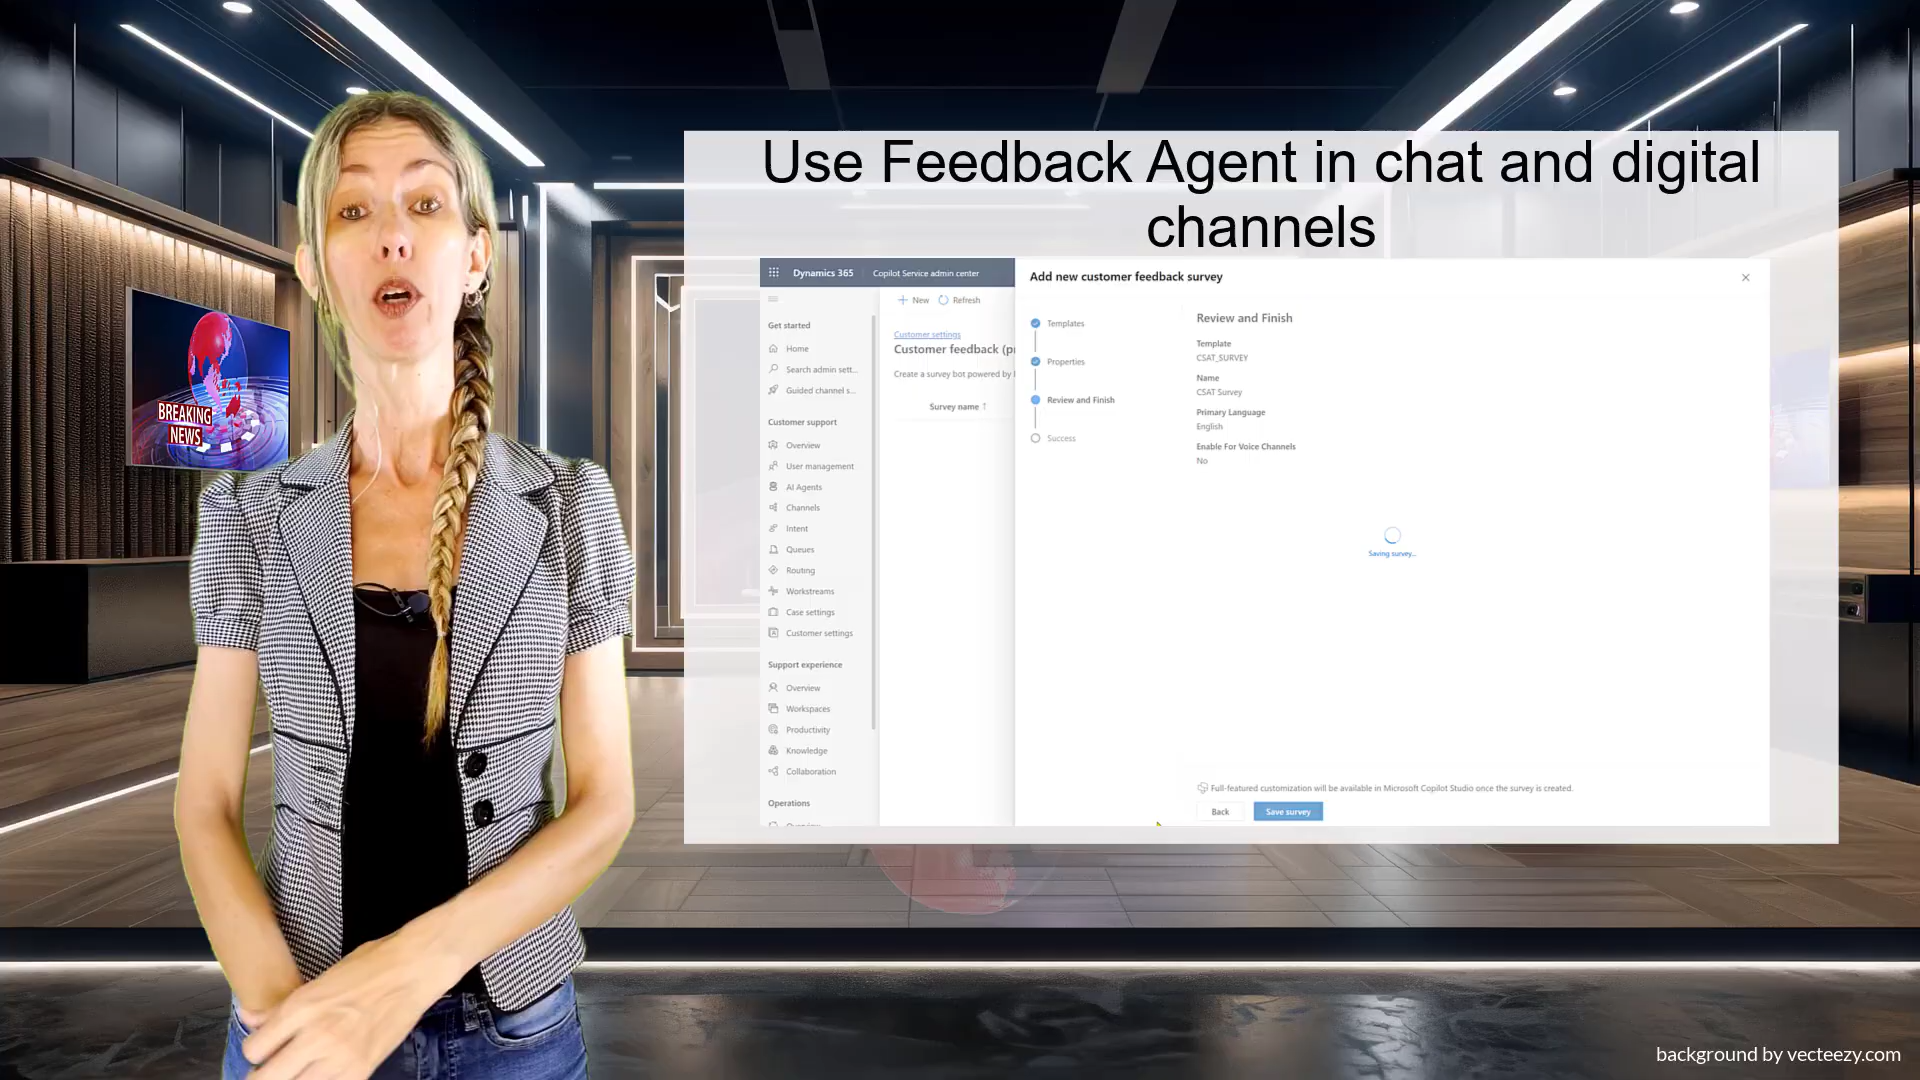 Use Feedback Agent in chat and digital
channels
BREAKING
NEWS
Dynamics 365
Copilot Service admin center
Get started
Home
Search admin sett...
Guided channel s...
Customer support
Overview
User management
AI Agents
Channels
Intent
Queues
Routing
Workstreams
Case settings
Customer settings
Support experience
Overview
Workspaces
Productivity
Knowledge
Collaboration
Operations
New
Refresh
Customer settings
Customer feedback (pr
Create a survey bot powered by
Survey name
Add new customer feedback survey
Templates
Properties
Review and Finish
Success
Review and Finish
Template
CSAT_SURVEY
Name
CSAT Survey
Primary Language
English
Enable For Voice Channels
No
Saving survey...
Full-featured customization will be available in Microsoft Copilot Studio once the survey is created.
Back
Save survey
background by vecteezy.com